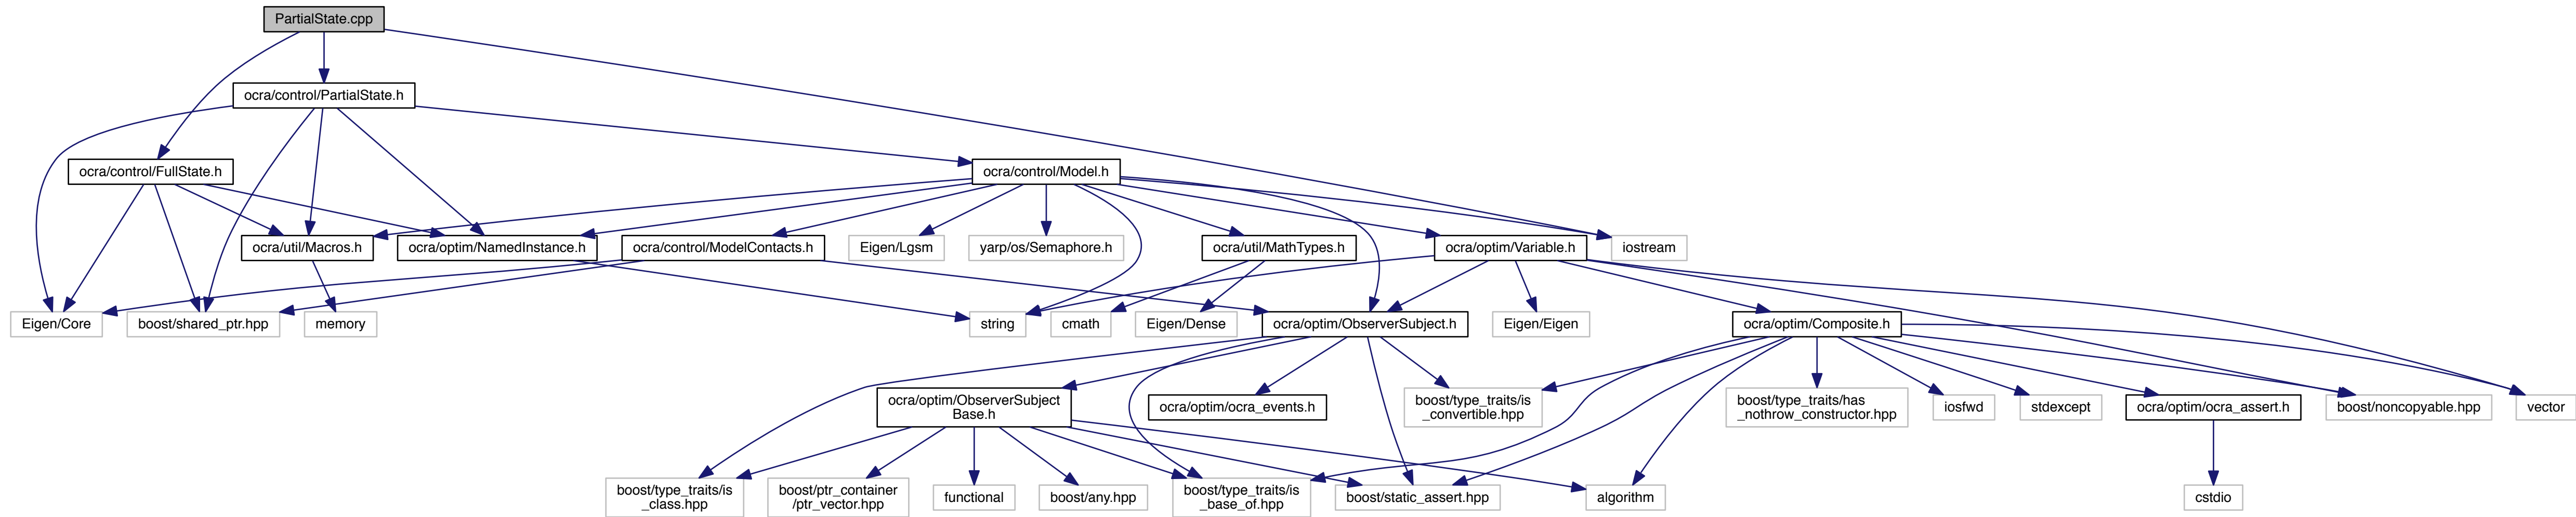 PartialState.cpp
ocra/control/PartialState.h
ocra/control/FullState.h
ocra/control/Model.h
ocra/util/Macros.h
ocra/optim/NamedInstance.h
ocra/control/ModelContacts.h
Eigen/Lgsm
yarp/os/Semaphore.h
ocra/util/MathTypes.h
ocra/optim/Variable.h
iostream
Eigen/Core
boost/shared_ptr.hpp
memory
string
cmath
Eigen/Dense
ocra/optim/ObserverSubject.h
Eigen/Eigen
ocra/optim/Composite.h
ocra/optim/ObserverSubject
Base.h
ocra/optim/ocra_events.h
boost/type_traits/is
_convertible.hpp
boost/type_traits/has
_nothrow_constructor.hpp
iosfwd
stdexcept
ocra/optim/ocra_assert.h
boost/noncopyable.hpp
vector
boost/type_traits/is
_class.hpp
boost/ptr_container
/ptr_vector.hpp
functional
boost/any.hpp
boost/type_traits/is
_base_of.hpp
boost/static_assert.hpp
algorithm
cstdio